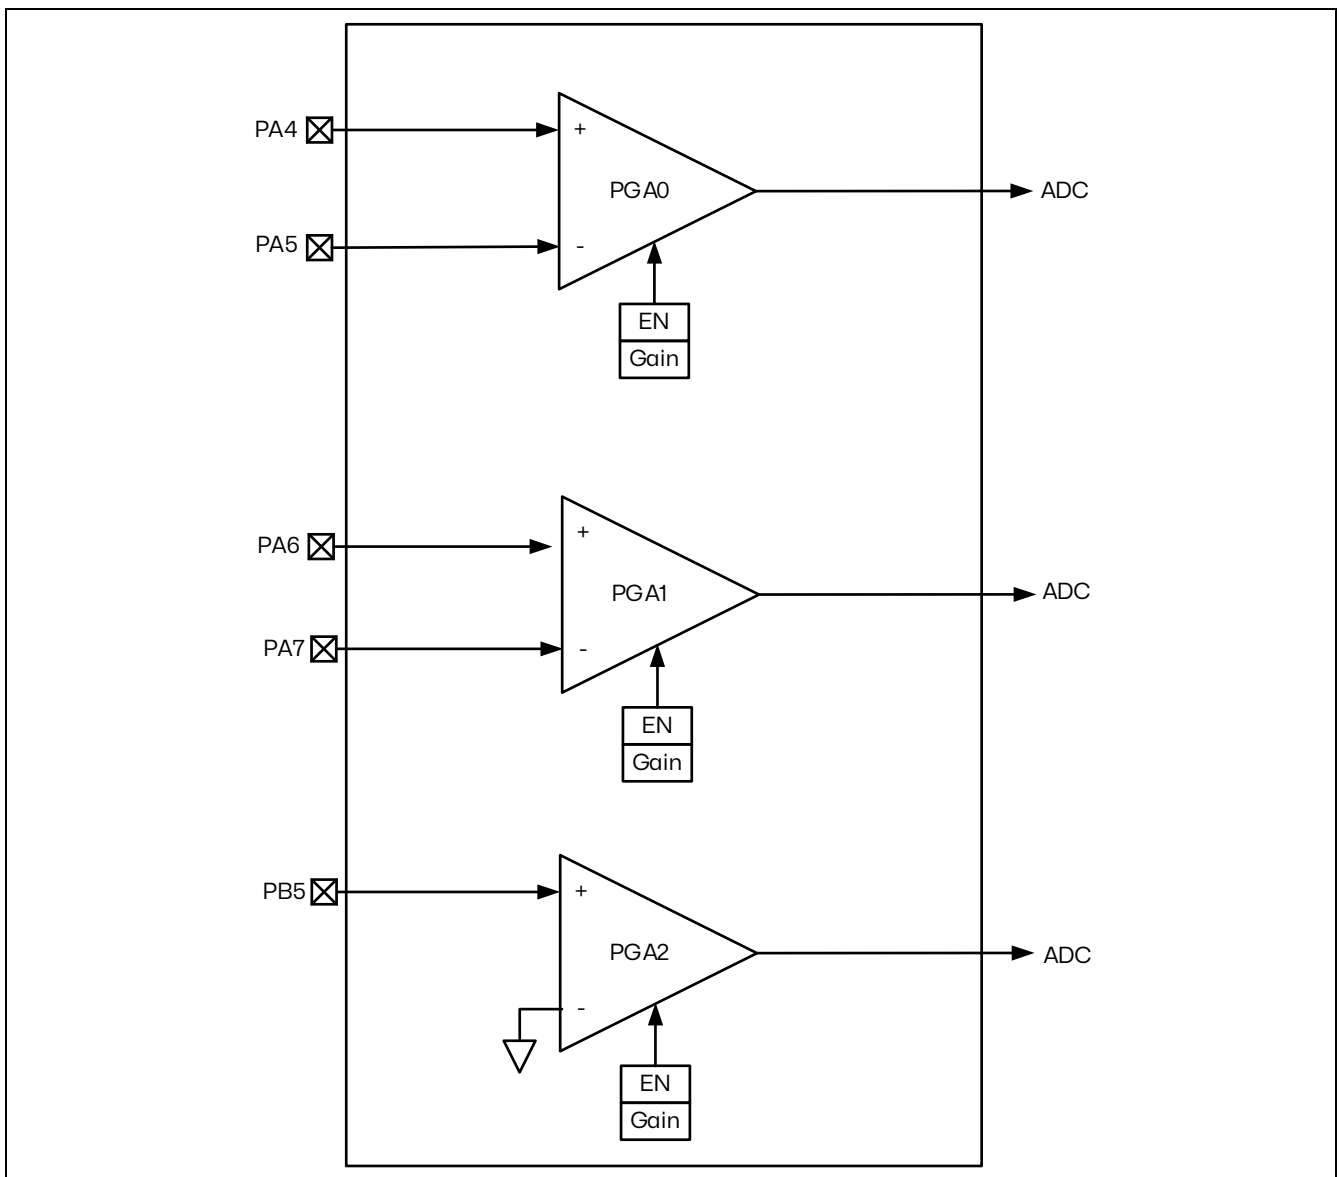 PA4
+
PGA0
ADC
PA5
-
EN
Gain
PA6
+
PGA1
ADC
PA7
-
EN
Gain
PB5
+
PGA2
ADC
-
EN
Gain